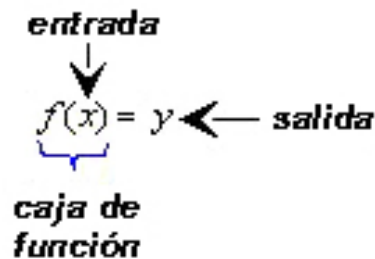 entrada
f(x) = y
salida
caja de
función